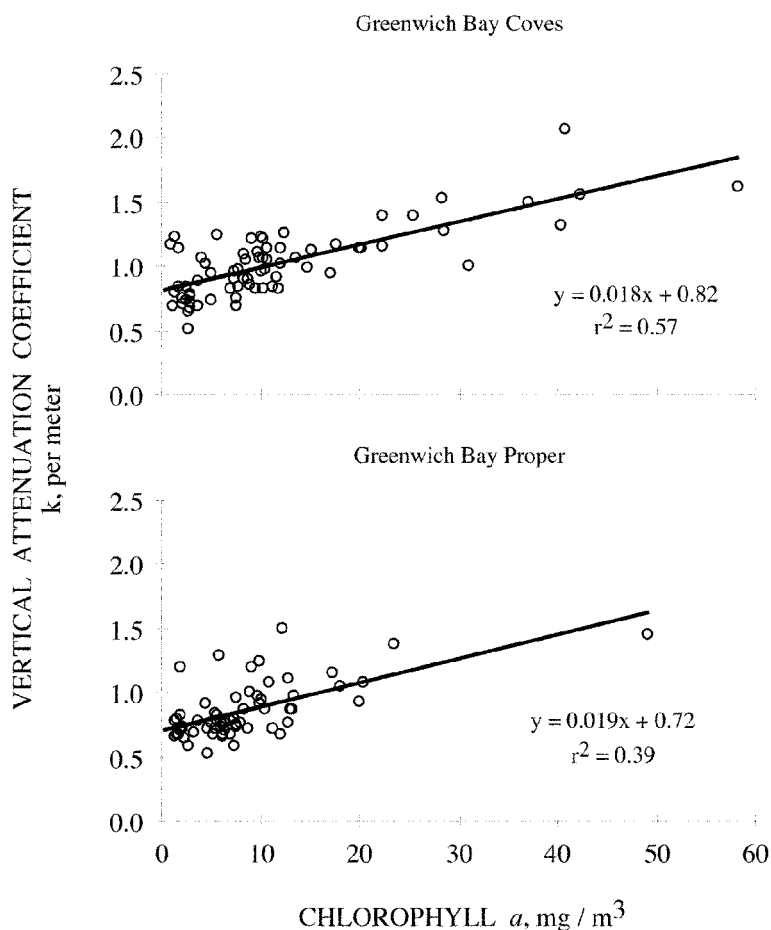 Greenwich Bay Coves
2.5
2.0
1.5
1.0
0.5
0.0
y = 0.018x + 0.82
r² = 0.57
VERTICAL ATTENUATION COEFFICIENT
k, per meter
Greenwich Bay Proper
2.5
2.0
1.5
1.0
0.5
0.0
y = 0.019x + 0.72
r² = 0.39
0 10 20 30 40 50 60
CHLOROPHYLL a, mg / m³